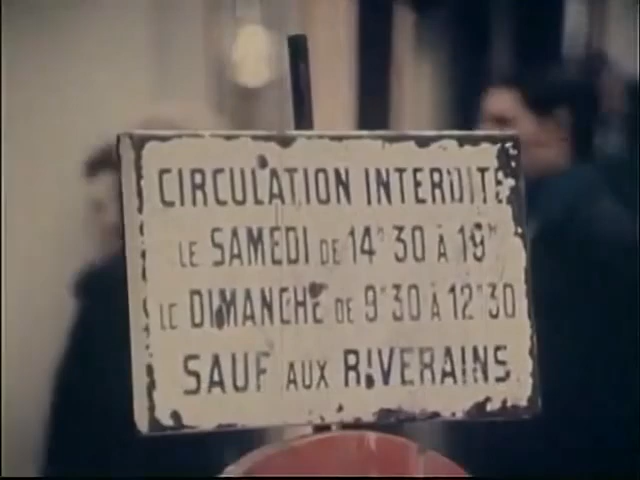 CIRCULATION INTERDITE
LE SAMEDI DE 14H30 À 19H
LE DIMANCHE DE 9H30 À 12H30
SAUF AUX RIVERAINS